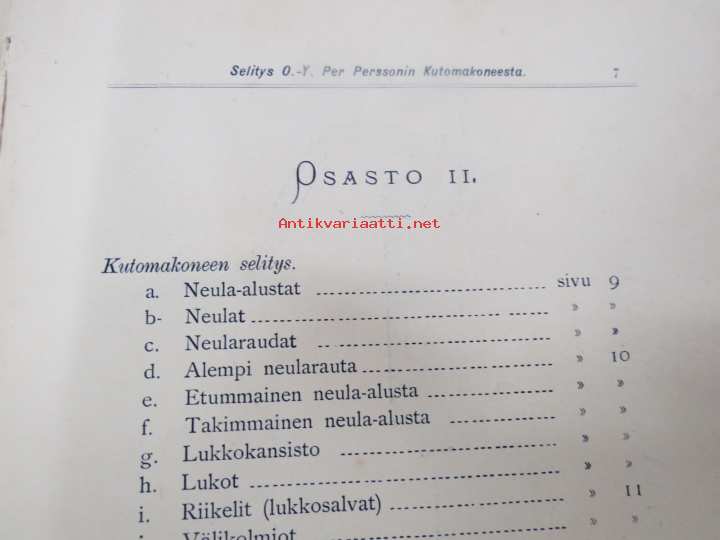 Selitys O.-Y. Per Perssonin Kutomakoneesta. 7
OSASTO II.
Antikvariaatti.net
Kutomakoneen selitys.
a. Neula-alustat sivu 9
b- Neulat » »
c. Neularaudat » »
d. Alempi neularauta » 10
e. Etummainen neula-alusta » »
f. Takimmainen neula-alusta » »
g. Lukkokansisto » »
h. Lukot » »
i. Riikelit (lukkosalvat) » 11
j. Välikolmiot » »